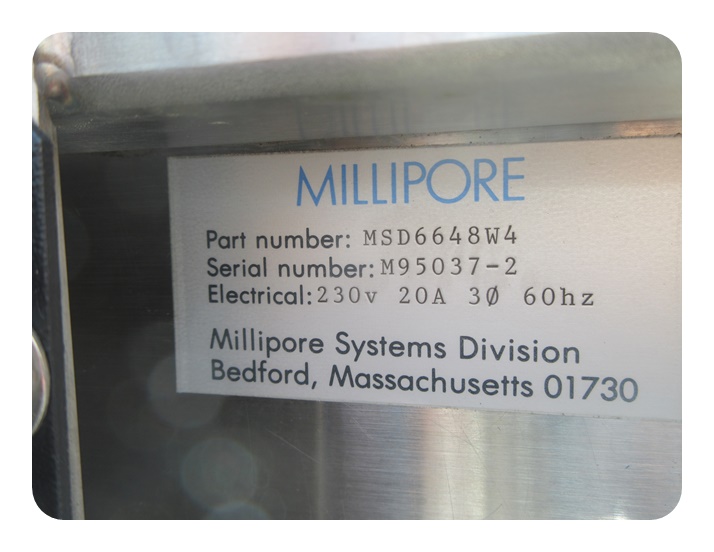 MILLIPORE
Part number: MSD6648W4
Serial number: M95037-2
Electrical: 230v 20A 3Ø 60hz
Millipore Systems Division
Bedford, Massachusetts 01730